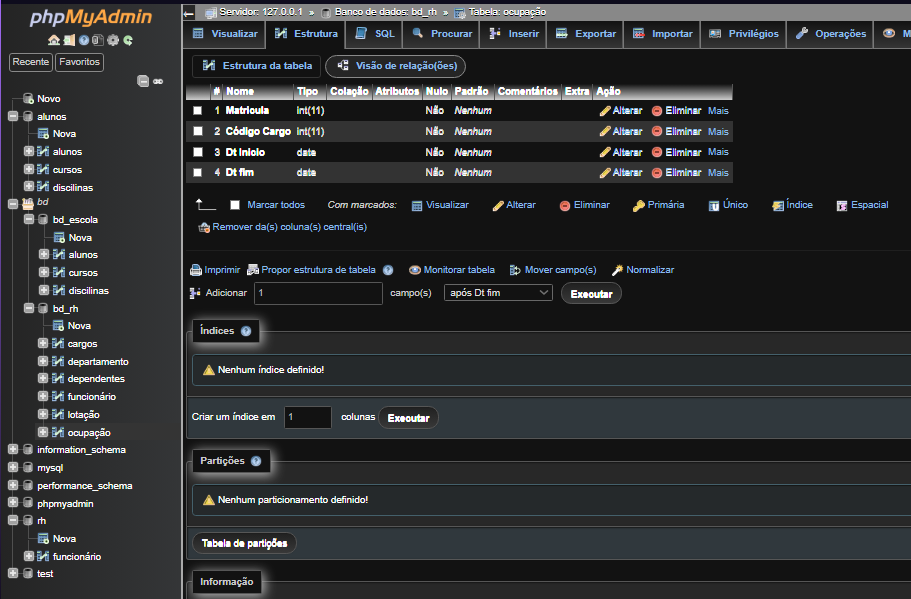 phpMyAdmin
Recente Favoritos
Novo
alunos
Nova
alunos
cursos
discilinas
bd
bd_escola
Nova
alunos
cursos
discilinas
bd_rh
Nova
cargos
departamento
dependentes
funcionário
lotação
ocupação
information_schema
mysql
performance_schema
phpmyadmin
rh
Nova
funcionário
test
Servidor: 127.0.0.1 » Banco de dados: bd_rh » Tabela: ocupação
Visualizar Estrutura SQL Procurar Inserir Exportar Importar Privilégios Operações M
Estrutura da tabela Visão de relação(ões)
# Nome Tipo Colação Atributos Nulo Padrão Comentários Extra Ação
1 Matricula int(11) Não Nenhum Alterar Eliminar Mais
2 Código Cargo int(11) Não Nenhum Alterar Eliminar Mais
3 Dt Inicio date Não Nenhum Alterar Eliminar Mais
4 Dt fim date Não Nenhum Alterar Eliminar Mais
Marcar todos Com marcados: Visualizar Alterar Eliminar Primária Único Índice Espacial
Remover da(s) coluna(s) central(is)
Imprimir Propor estrutura de tabela Monitorar tabela Mover campo(s) Normalizar
Adicionar 1 campo(s) após Dt fim Executar
Índices
Nenhum índice definido!
Criar um índice em 1 colunas Executar
Partições
Nenhum particionamento definido!
Tabela de partições
Informação